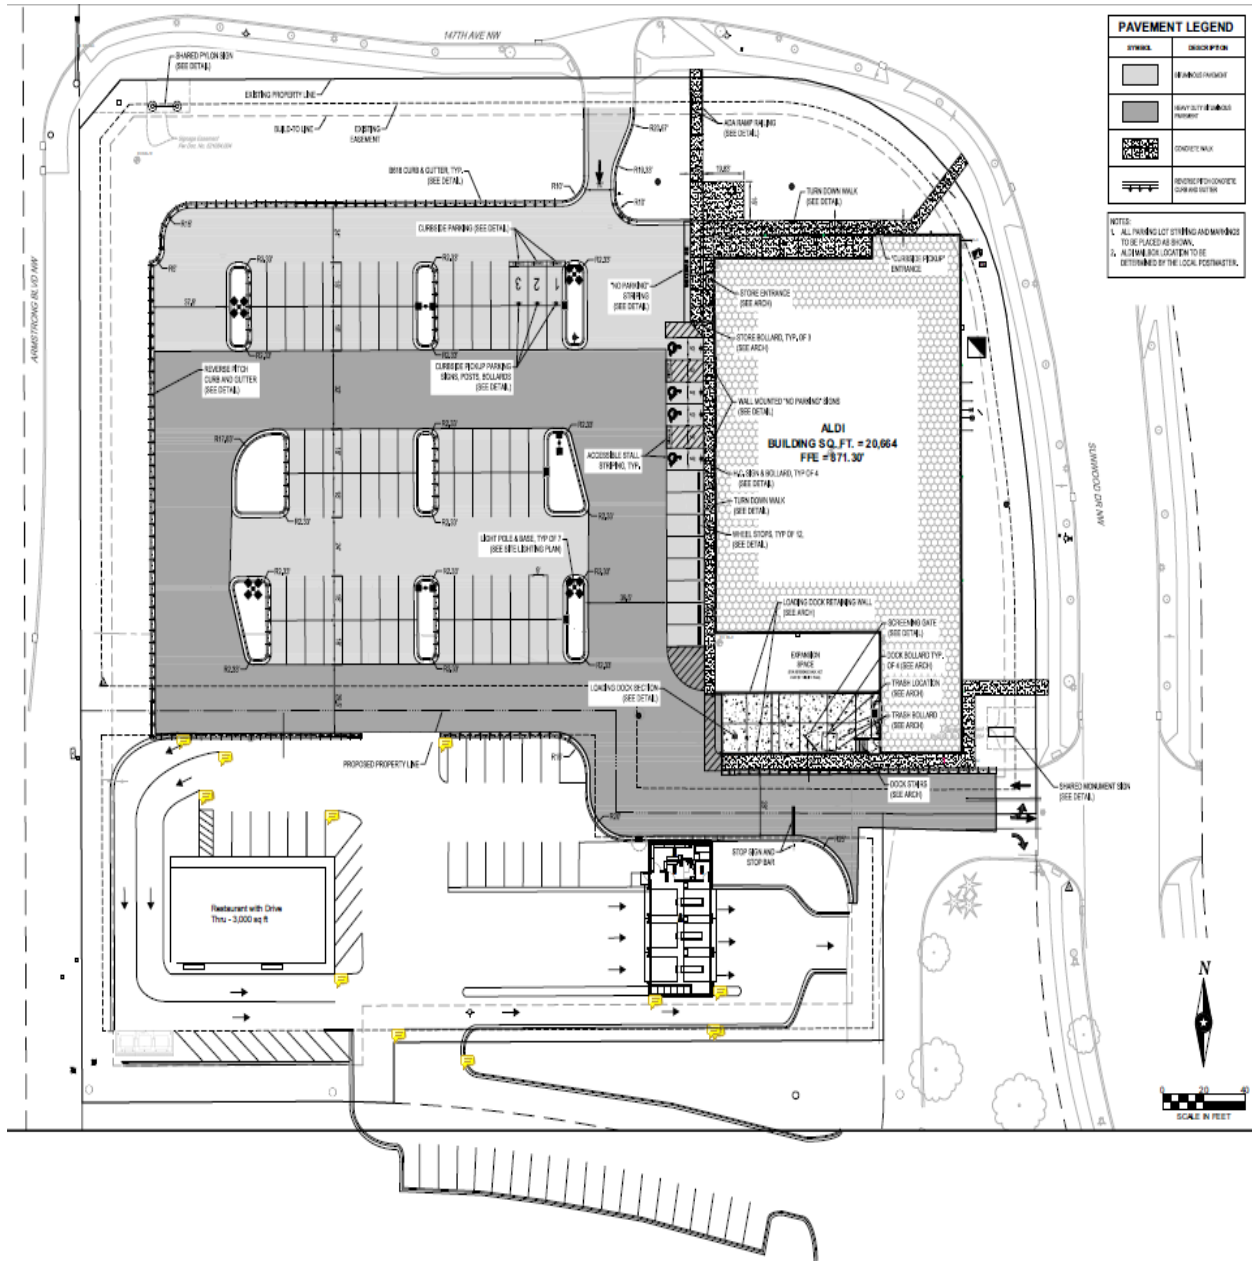 147TH AVE NW
SHARED PYLON SIGN
(SEE DETAIL)
EXISTING PROPERTY LINE
BUILD-TO LINE
EXISTING
EASEMENT
ADA RAMP RAILING
(SEE DETAIL)
B618 CURB & GUTTER, TYP.
(SEE DETAIL)
TURN DOWN WALK
(SEE DETAIL)
CURBSIDE PARKING (SEE DETAIL)
"CURBSIDE PICKUP"
ENTRANCE
"NO PARKING"
STRIPING
(SEE DETAIL)
STORE ENTRANCE
(SEE ARCH)
3 2 1
STORE BOLLARD, TYP. OF 3
(SEE ARCH)
REVERSE PITCH
CURB AND GUTTER
(SEE DETAIL)
CURBSIDE PICKUP PARKING
SIGNS, POSTS, BOLLARDS
(SEE DETAIL)
WALL MOUNTED "NO PARKING" SIGNS
(SEE DETAIL)
ALDI
BUILDING SQ. FT. = 20,664
FFE = 871.30'
ACCESSIBLE STALL
STRIPING, TYP.
H.C. SIGN & BOLLARD, TYP OF 4
(SEE DETAIL)
TURN DOWN WALK
(SEE DETAIL)
LIGHT POLE & BASE, TYP OF 7
(SEE SITE LIGHTING PLAN)
WHEEL STOPS, TYP OF 12,
(SEE DETAIL)
LOADING DOCK RETAINING WALL
(SEE ARCH)
SCREENING GATE
(SEE DETAIL)
EXPANSION
SPACE
DOCK BOLLARD TYP.
OF 4 (SEE ARCH)
TRASH LOCATION
(SEE ARCH)
LOADING DOCK SECTION
(SEE DETAIL)
TRASH BOLLARD
(SEE ARCH)
PROPOSED PROPERTY LINE
DOCK STAIRS
(SEE ARCH)
SHARED MONUMENT SIGN
(SEE DETAIL)
STOP SIGN AND
STOP BAR
Restaurant with Drive
Thru - 3,000 sq ft
ARMSTRONG BLVD NW
SUNWOOD DR NW
PAVEMENT LEGEND
SYMBOL DESCRIPTION
BITUMINOUS PAVEMENT
HEAVY DUTY BITUMINOUS
PAVEMENT
CONCRETE WALK
REVERSE PITCH CONCRETE
CURB AND GUTTER
NOTES:
1. ALL PARKING LOT STRIPING AND MARKINGS
TO BE PLACED AS SHOWN.
2. ALDI MAILBOX LOCATION TO BE
DETERMINED BY THE LOCAL POSTMASTER.
N
0 20 40
SCALE IN FEET